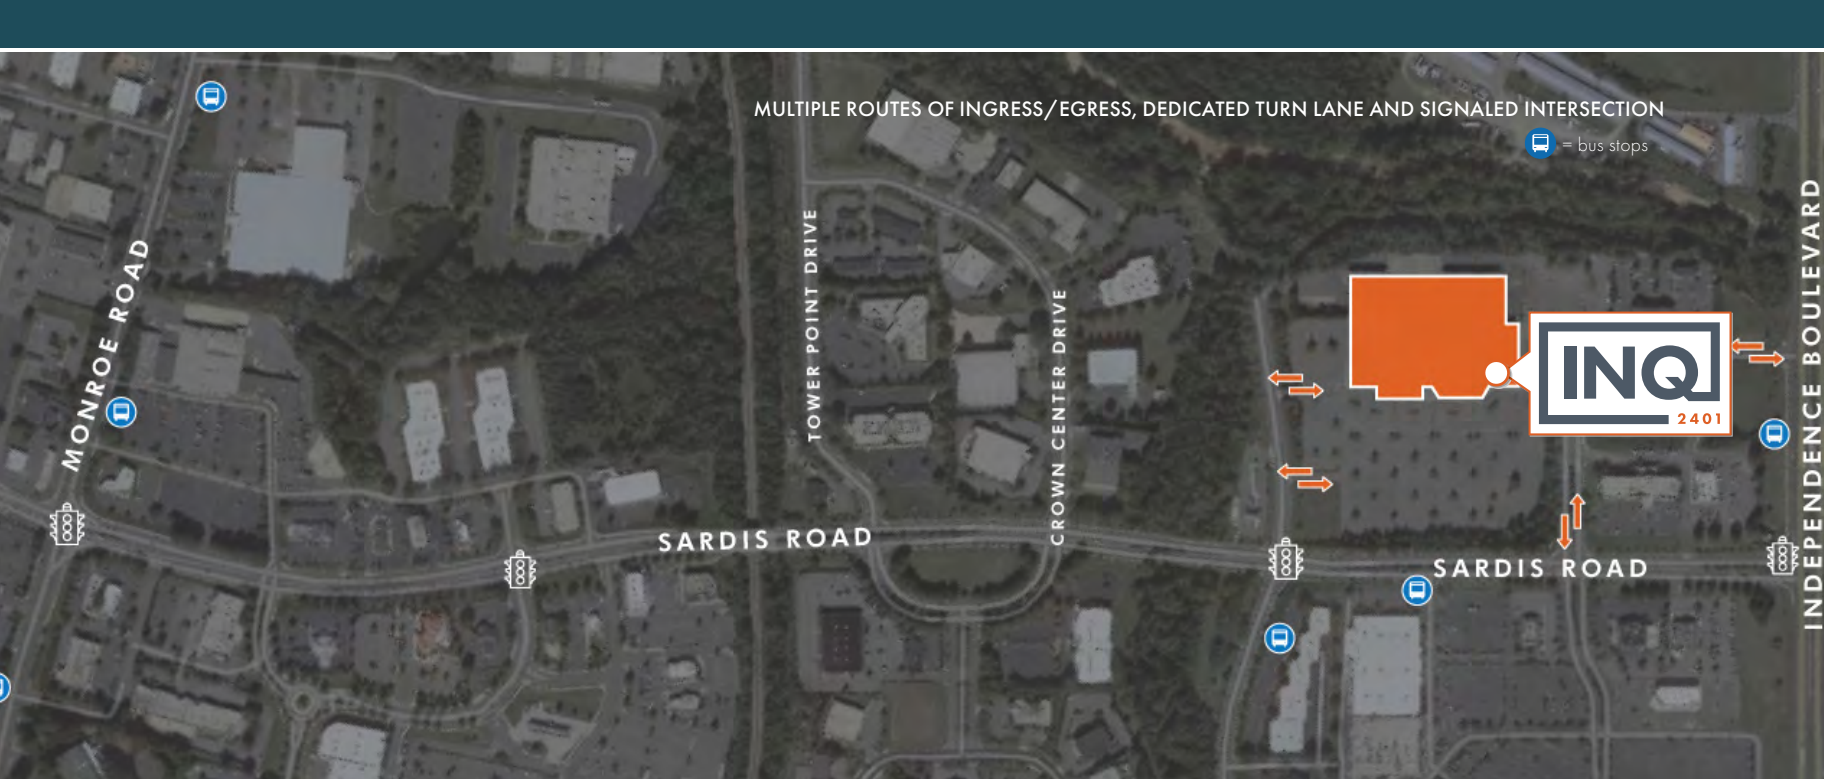 MULTIPLE ROUTES OF INGRESS/EGRESS, DEDICATED TURN LANE AND SIGNALED INTERSECTION
= bus stops
MONROE ROAD
TOWER POINT DRIVE
CROWN CENTER DRIVE
INDEPENDENCE BOULEVARD
INQ
2401
SARDIS ROAD
SARDIS ROAD